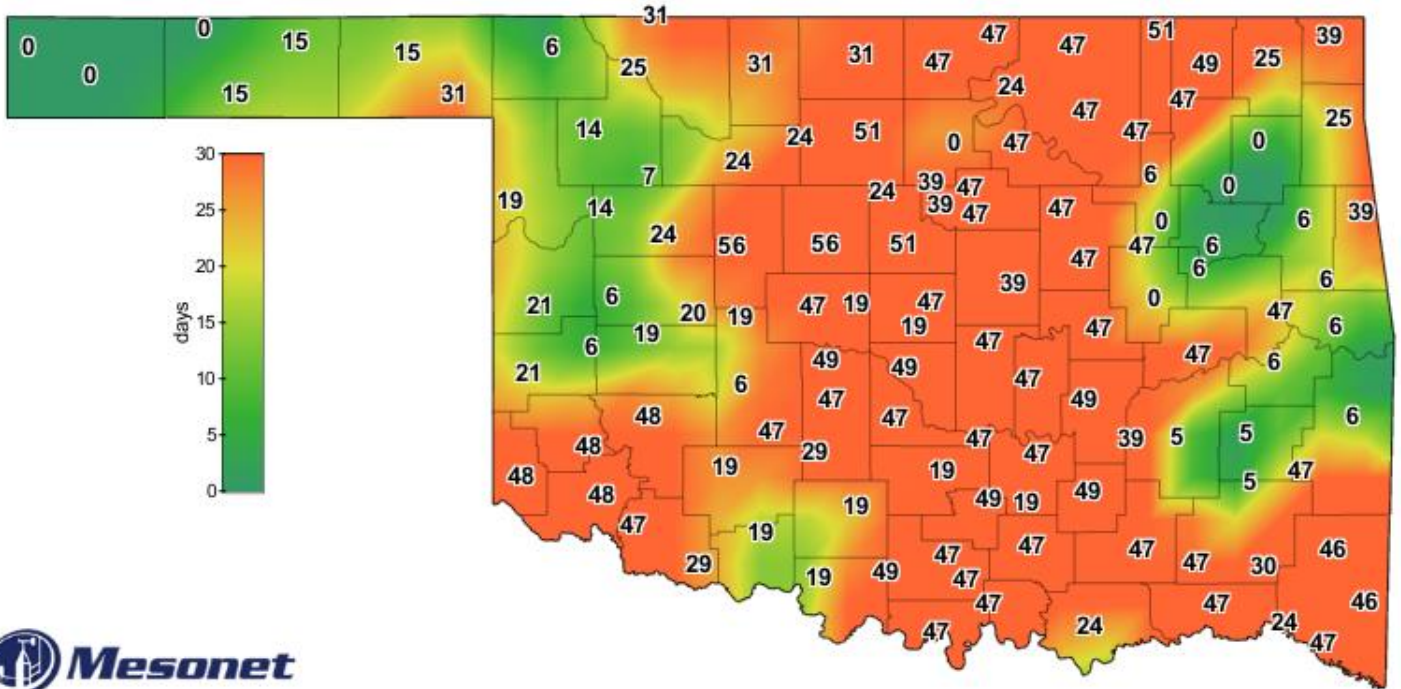 31
0 0 15 15 6 25 31 31 47 47 47 51 49 25 39
0 15 31 24 47 47 25
14 24 51 0 47 47 0
7 24 6 0
19 14 24 39 47 39 47 47 0 6 39
24 56 56 51 47 47 6
39 6 6
21 6 20 19 47 19 47 19 47 0 47 6
6 19 49 49 47 47 47 6
21 6 47 47 49 6
48 47 47 47 47 39 5 5
48 19 29 19 47
48 48 19 49 19 49 5
47 19 47 47 47 46
29 19 49 47 47 30
47 47 24 47 24 46
47
30
25
20
15
10
5
0
days
Mesonet